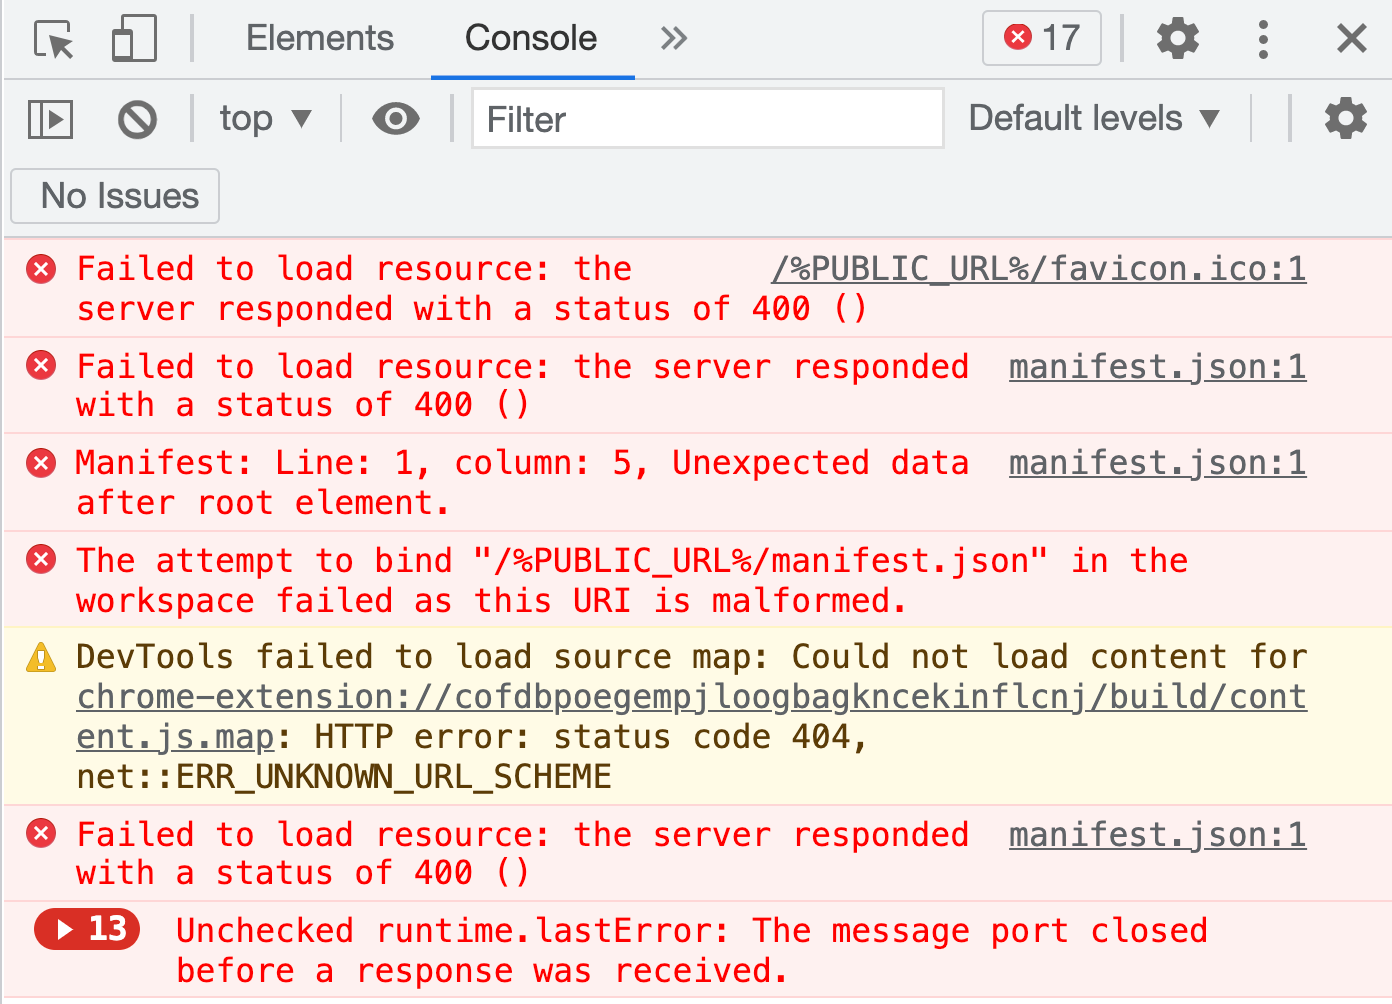 Elements Console 17
top Filter Default levels
No Issues
Failed to load resource: the /%PUBLIC_URL%/favicon.ico:1
server responded with a status of 400 ()
Failed to load resource: the server responded manifest.json:1
with a status of 400 ()
Manifest: Line: 1, column: 5, Unexpected data manifest.json:1
after root element.
The attempt to bind "/%PUBLIC_URL%/manifest.json" in the
workspace failed as this URI is malformed.
DevTools failed to load source map: Could not load content for
chrome-extension://cofdbpoegempjloogbagkncekinflcnj/build/cont
ent.js.map: HTTP error: status code 404,
net::ERR_UNKNOWN_URL_SCHEME
Failed to load resource: the server responded manifest.json:1
with a status of 400 ()
13 Unchecked runtime.lastError: The message port closed
before a response was received.